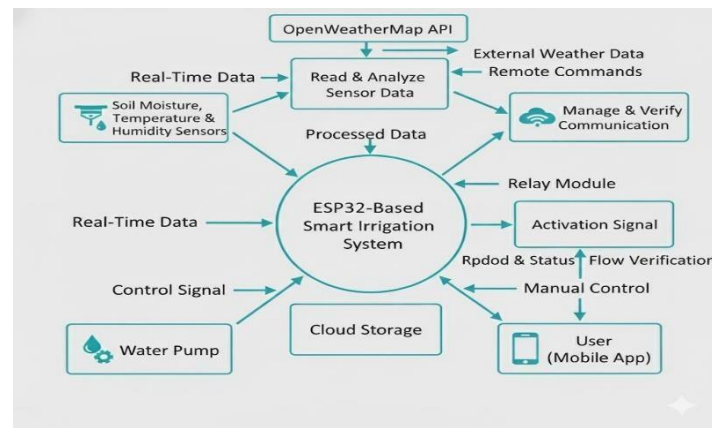 OpenWeatherMap API
External Weather Data
Real-Time Data
Read & Analyze
Sensor Data
Remote Commands
Soil Moisture,
Temperature &
Humidity Sensors
Manage & Verify
Communication
Processed Data
ESP32-Based
Smart Irrigation
System
Relay Module
Real-Time Data
Activation Signal
Rpdod & Status
Flow Verification
Control Signal
Manual Control
Cloud Storage
Water Pump
User
(Mobile App)